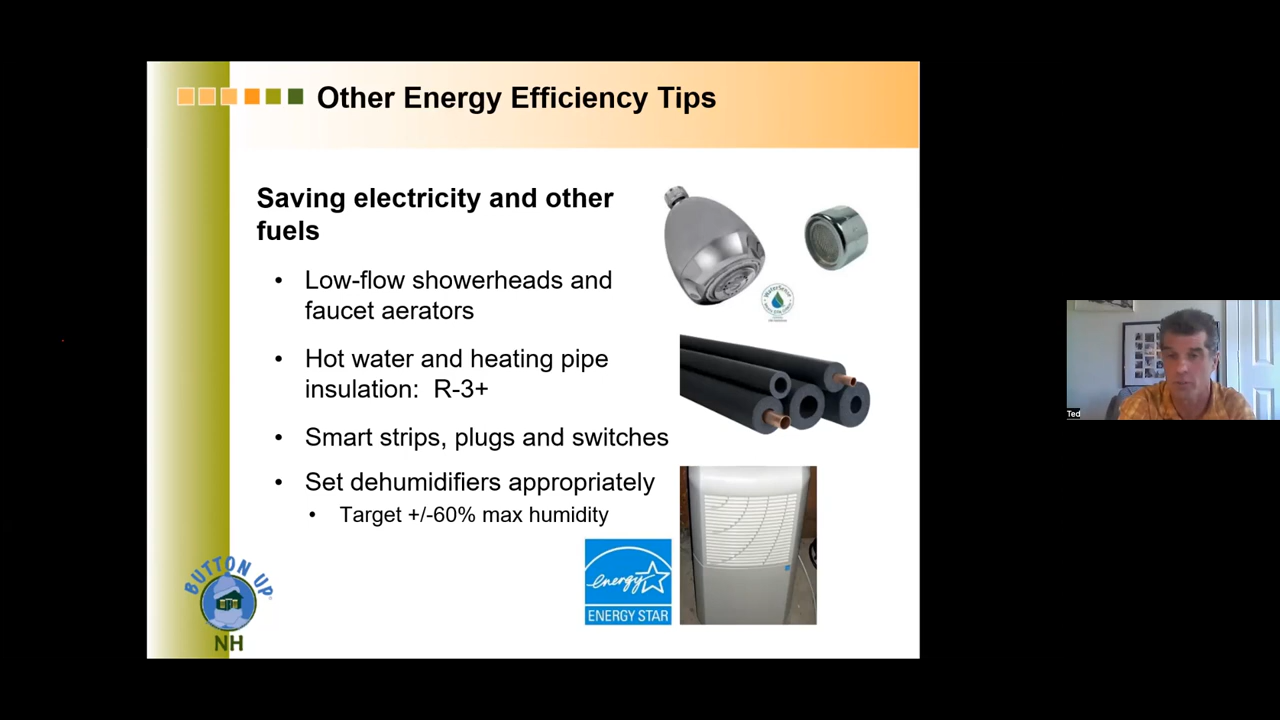 Other Energy Efficiency Tips
Saving electricity and other
fuels
• Low-flow showerheads and
faucet aerators
• Hot water and heating pipe
insulation: R-3+
• Smart strips, plugs and switches
• Set dehumidifiers appropriately
• Target +/-60% max humidity
WaterSense
energy
ENERGY STAR
BUTTON UP
NH
Ted